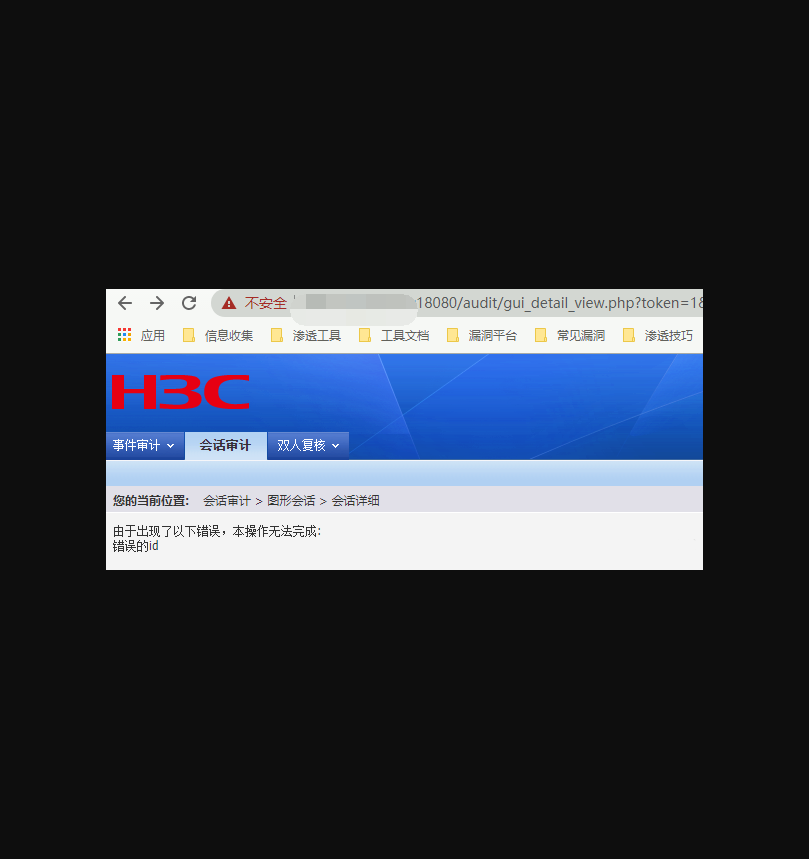 不安全 18080/audit/gui_detail_view.php?token=1&
应用 信息收集 渗透工具 工具文档 漏洞平台 常见漏洞 渗透技巧
H3C
事件审计 会话审计 双人复核
您的当前位置： 会话审计 > 图形会话 > 会话详细
由于出现了以下错误，本操作无法完成:
错误的id